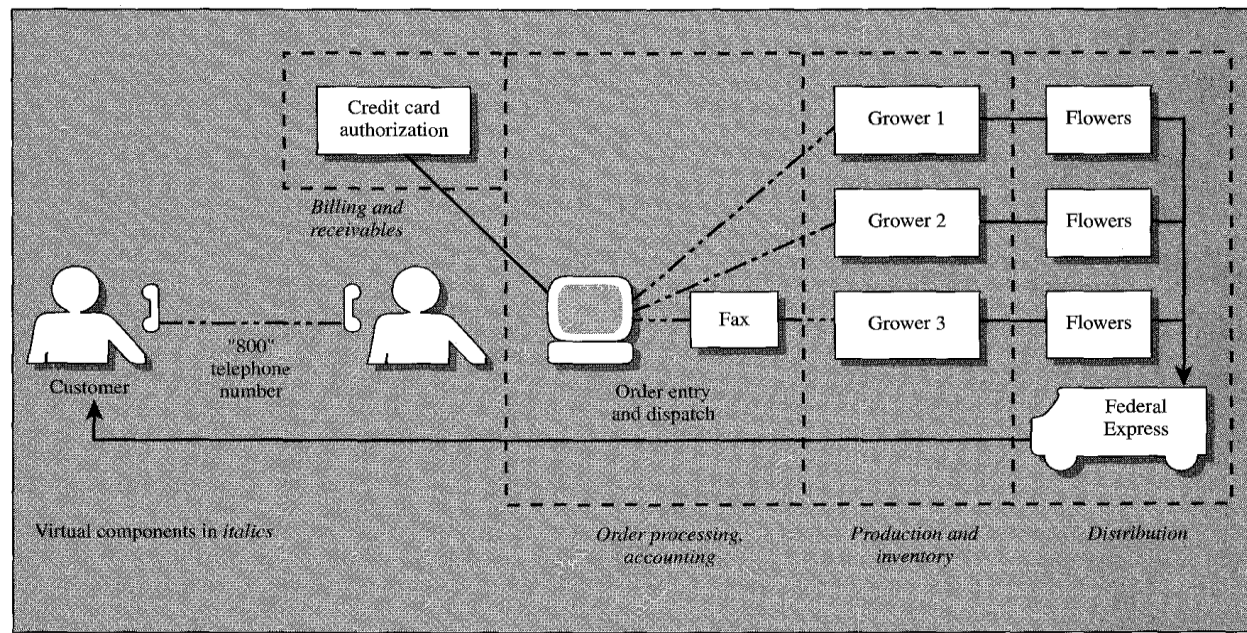 Credit card
authorization
Billing and
receivables
Grower 1
Flowers
Grower 2
Flowers
Fax
Grower 3
Flowers
"800"
telephone
number
Customer
Order entry
and dispatch
Federal
Express
Virtual components in italics
Order processing,
accounting
Production and
inventory
Distribution